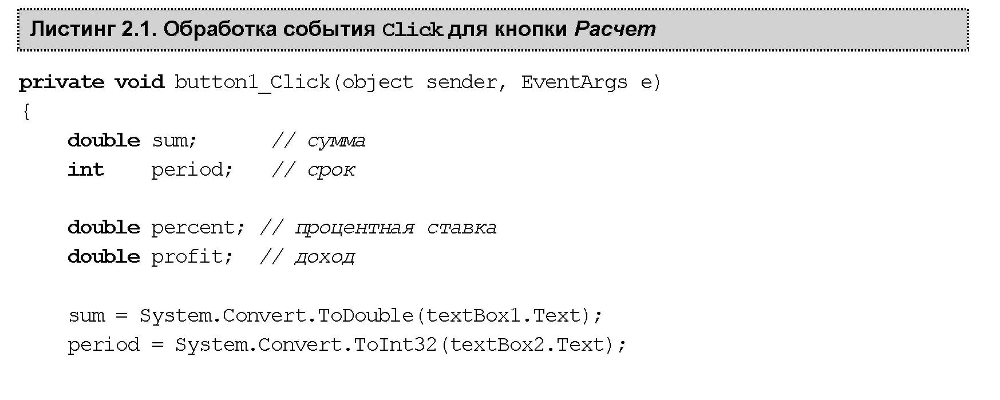 Листинг 2.1. Обработка события Click для кнопки Расчет
private void button1_Click(object sender, EventArgs e)
{
double sum; // сумма
int period; // срок
double percent; // процентная ставка
double profit; // доход
sum = System.Convert.ToDouble(textBox1.Text);
period = System.Convert.ToInt32(textBox2.Text);